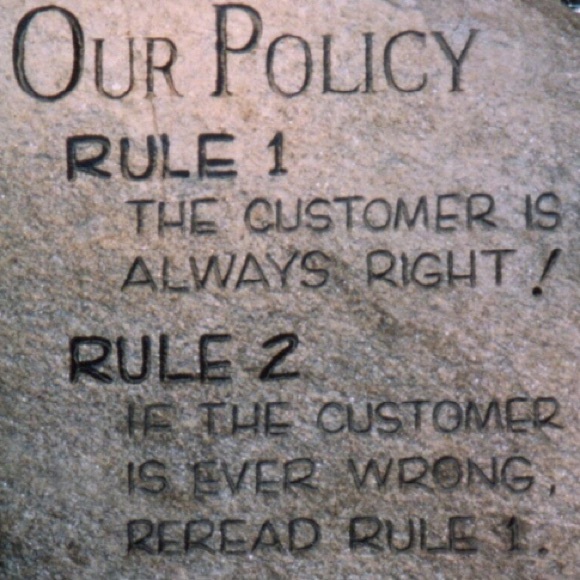 OUR POLICY
RULE 1
THE CUSTOMER IS
ALWAYS RIGHT!
RULE 2
IF THE CUSTOMER
IS EVER WRONG,
REREAD RULE 1.